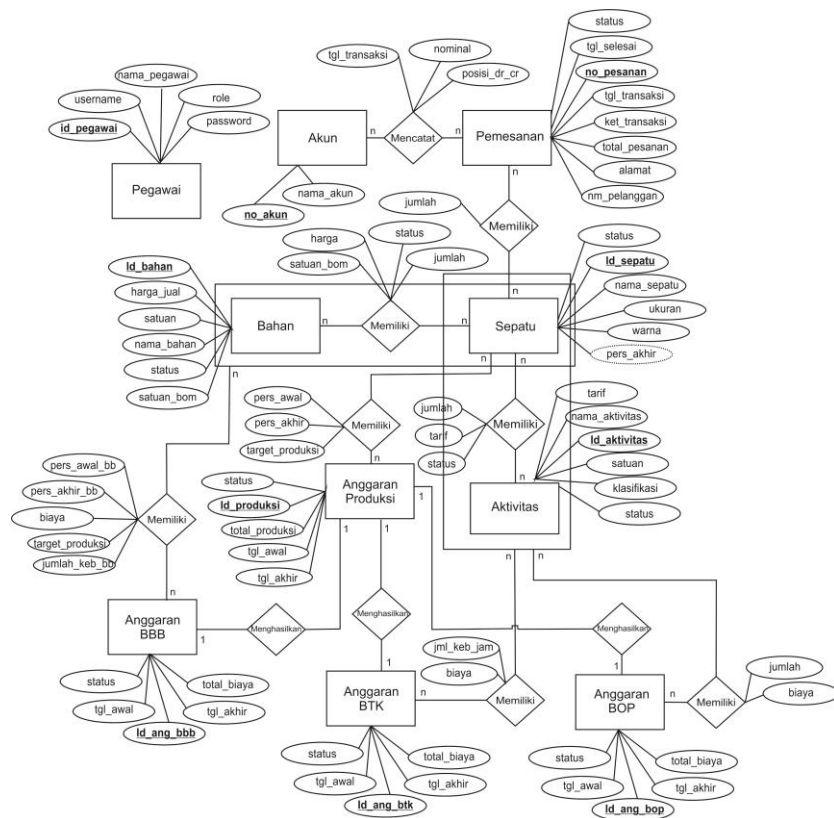 status
tgl_selesai
no_pesanan
tgl_transaksi
ket_transaksi
total_pesanan
alamat
nm_pelanggan
tgl_transaksi
nominal
posisi_dr_cr
nama_pegawai
username
role
id_pegawai
password
Pegawai
Akun
n
Mencatat
n
Pemesanan
nama_akun
no_akun
n
jumlah
Memiliki
n
harga
status
satuan_bom
jumlah
Id_bahan
harga_jual
satuan
nama_bahan
status
satuan_bom
Bahan
n
Memiliki
n
Sepatu
status
Id_sepatu
nama_sepatu
ukuran
warna
pers_akhir
n
n
n
pers_awal
pers_akhir
target_produksi
Memiliki
n
jumlah
tarif
status
Memiliki
n
tarif
nama_aktivitas
Id_aktivitas
satuan
klasifikasi
status
Aktivitas
n
n
pers_awal_bb
pers_akhir_bb
biaya
target_produksi
jumlah_keb_bb
Memiliki
n
status
Id_produksi
total_produksi
tgl_awal
tgl_akhir
Anggaran
Produksi
1
1
1
Anggaran
BBB
1
Menghasilkan
Menghasilkan
1
Menghasilkan
1
status
tgl_awal
Id_ang_bbb
tgl_akhir
total_biaya
Anggaran
BTK
n
jml_keb_jam
biaya
Memiliki
Anggaran
BOP
n
Memiliki
jumlah
biaya
status
tgl_awal
Id_ang_btk
tgl_akhir
total_biaya
status
tgl_awal
Id_ang_bop
tgl_akhir
total_biaya